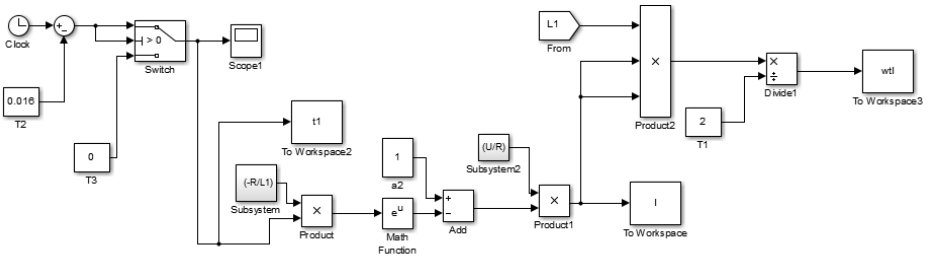 Clock
+
−
0.016
T2
0
T3
> 0
Switch
Scope1
t1
To Workspace2
(-R/L1)
Subsystem
×
Product
1
a2
e^u
Math
Function
+
−
Add
(U/R)
Subsystem2
×
Product1
L1
From
×
Product2
2
T1
×
÷
Divide1
wtI
To Workspace3
I
To Workspace